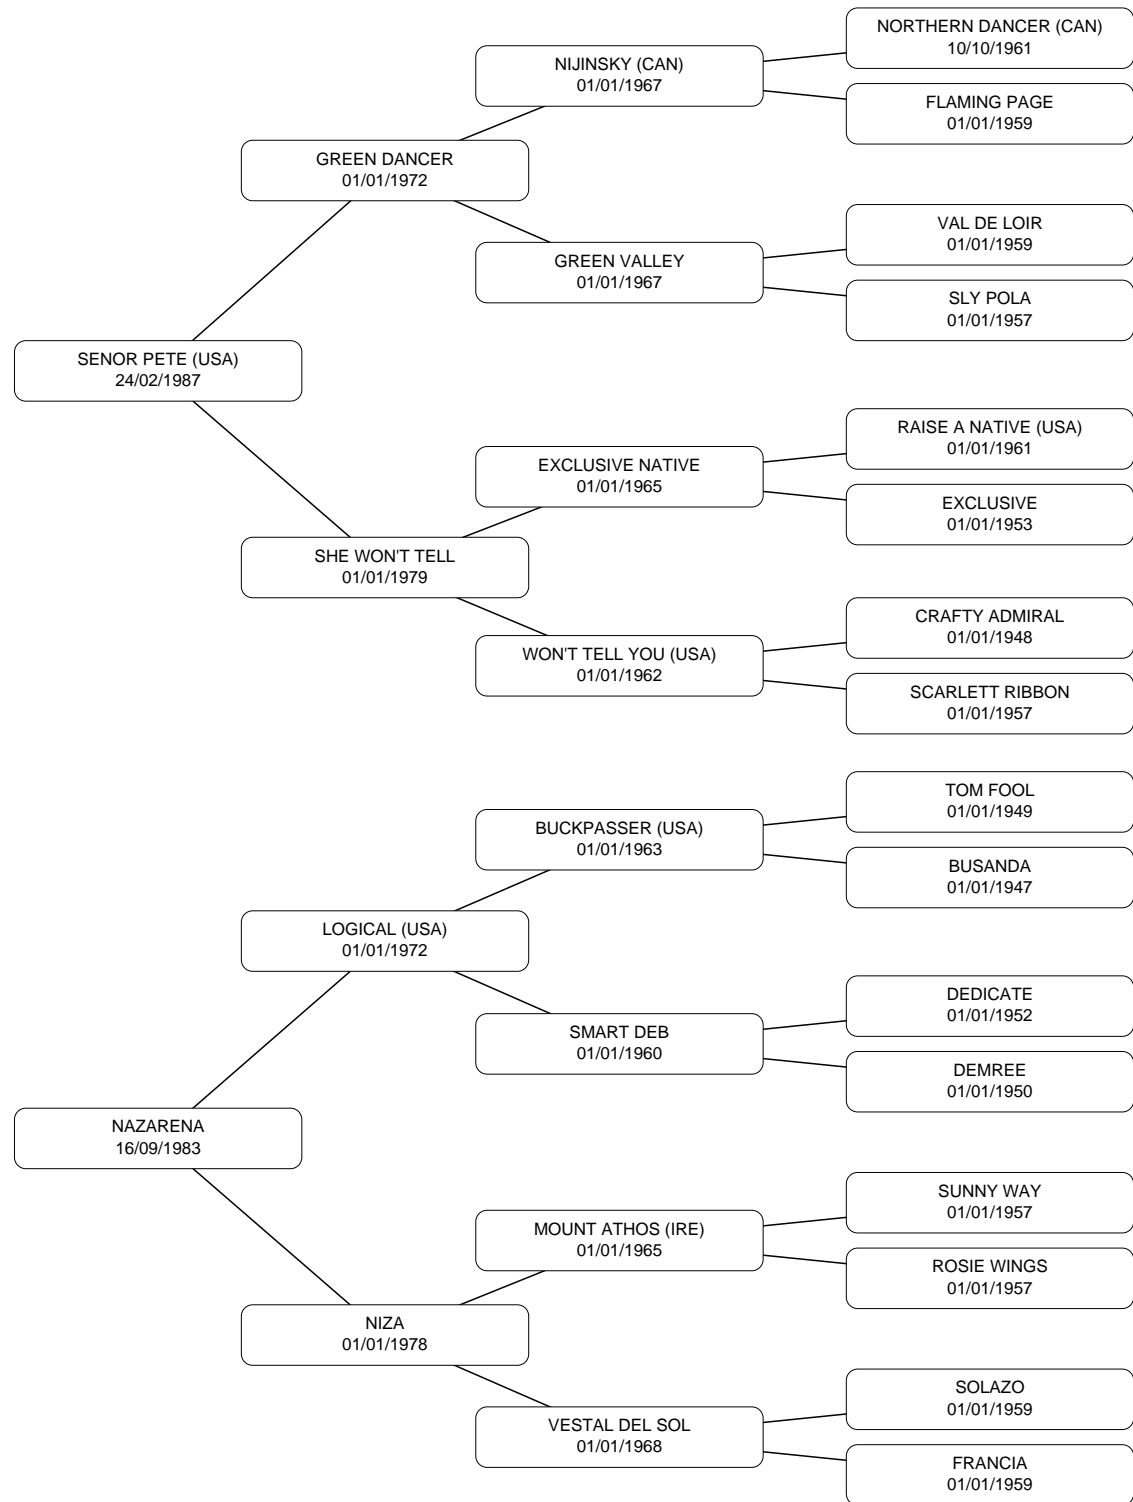 NORTHERN DANCER (CAN)
10/10/1961
NIJINSKY (CAN)
01/01/1967
FLAMING PAGE
01/01/1959
GREEN DANCER
01/01/1972
VAL DE LOIR
01/01/1959
GREEN VALLEY
01/01/1967
SLY POLA
01/01/1957
SENOR PETE (USA)
24/02/1987
RAISE A NATIVE (USA)
01/01/1961
EXCLUSIVE NATIVE
01/01/1965
EXCLUSIVE
01/01/1953
SHE WON'T TELL
01/01/1979
CRAFTY ADMIRAL
01/01/1948
WON'T TELL YOU (USA)
01/01/1962
SCARLETT RIBBON
01/01/1957
TOM FOOL
01/01/1949
BUCKPASSER (USA)
01/01/1963
BUSANDA
01/01/1947
LOGICAL (USA)
01/01/1972
DEDICATE
01/01/1952
SMART DEB
01/01/1960
DEMREE
01/01/1950
NAZARENA
16/09/1983
SUNNY WAY
01/01/1957
MOUNT ATHOS (IRE)
01/01/1965
ROSIE WINGS
01/01/1957
NIZA
01/01/1978
SOLAZO
01/01/1959
VESTAL DEL SOL
01/01/1968
FRANCIA
01/01/1959